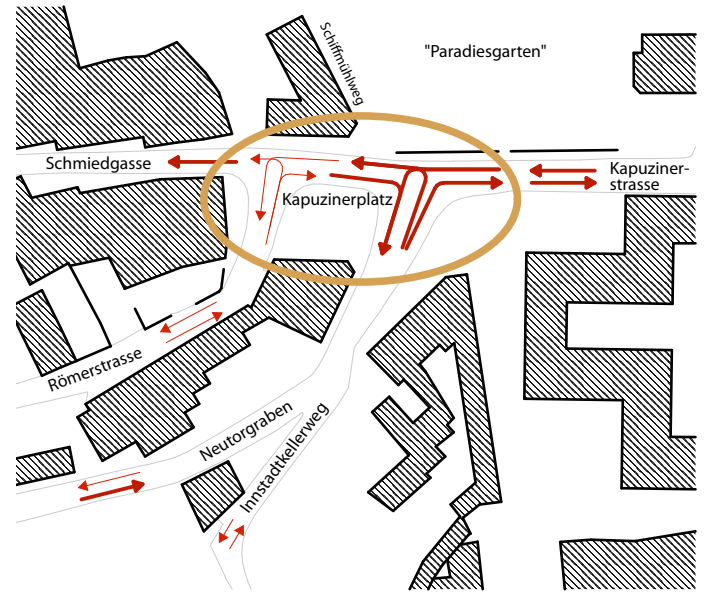 Schiffmühlweg
"Paradiesgarten"
Schmiedgasse
Kapuziner-
strasse
Kapuzinerplatz
Römerstrasse
Neutorgraben
Innstadtkellerweg